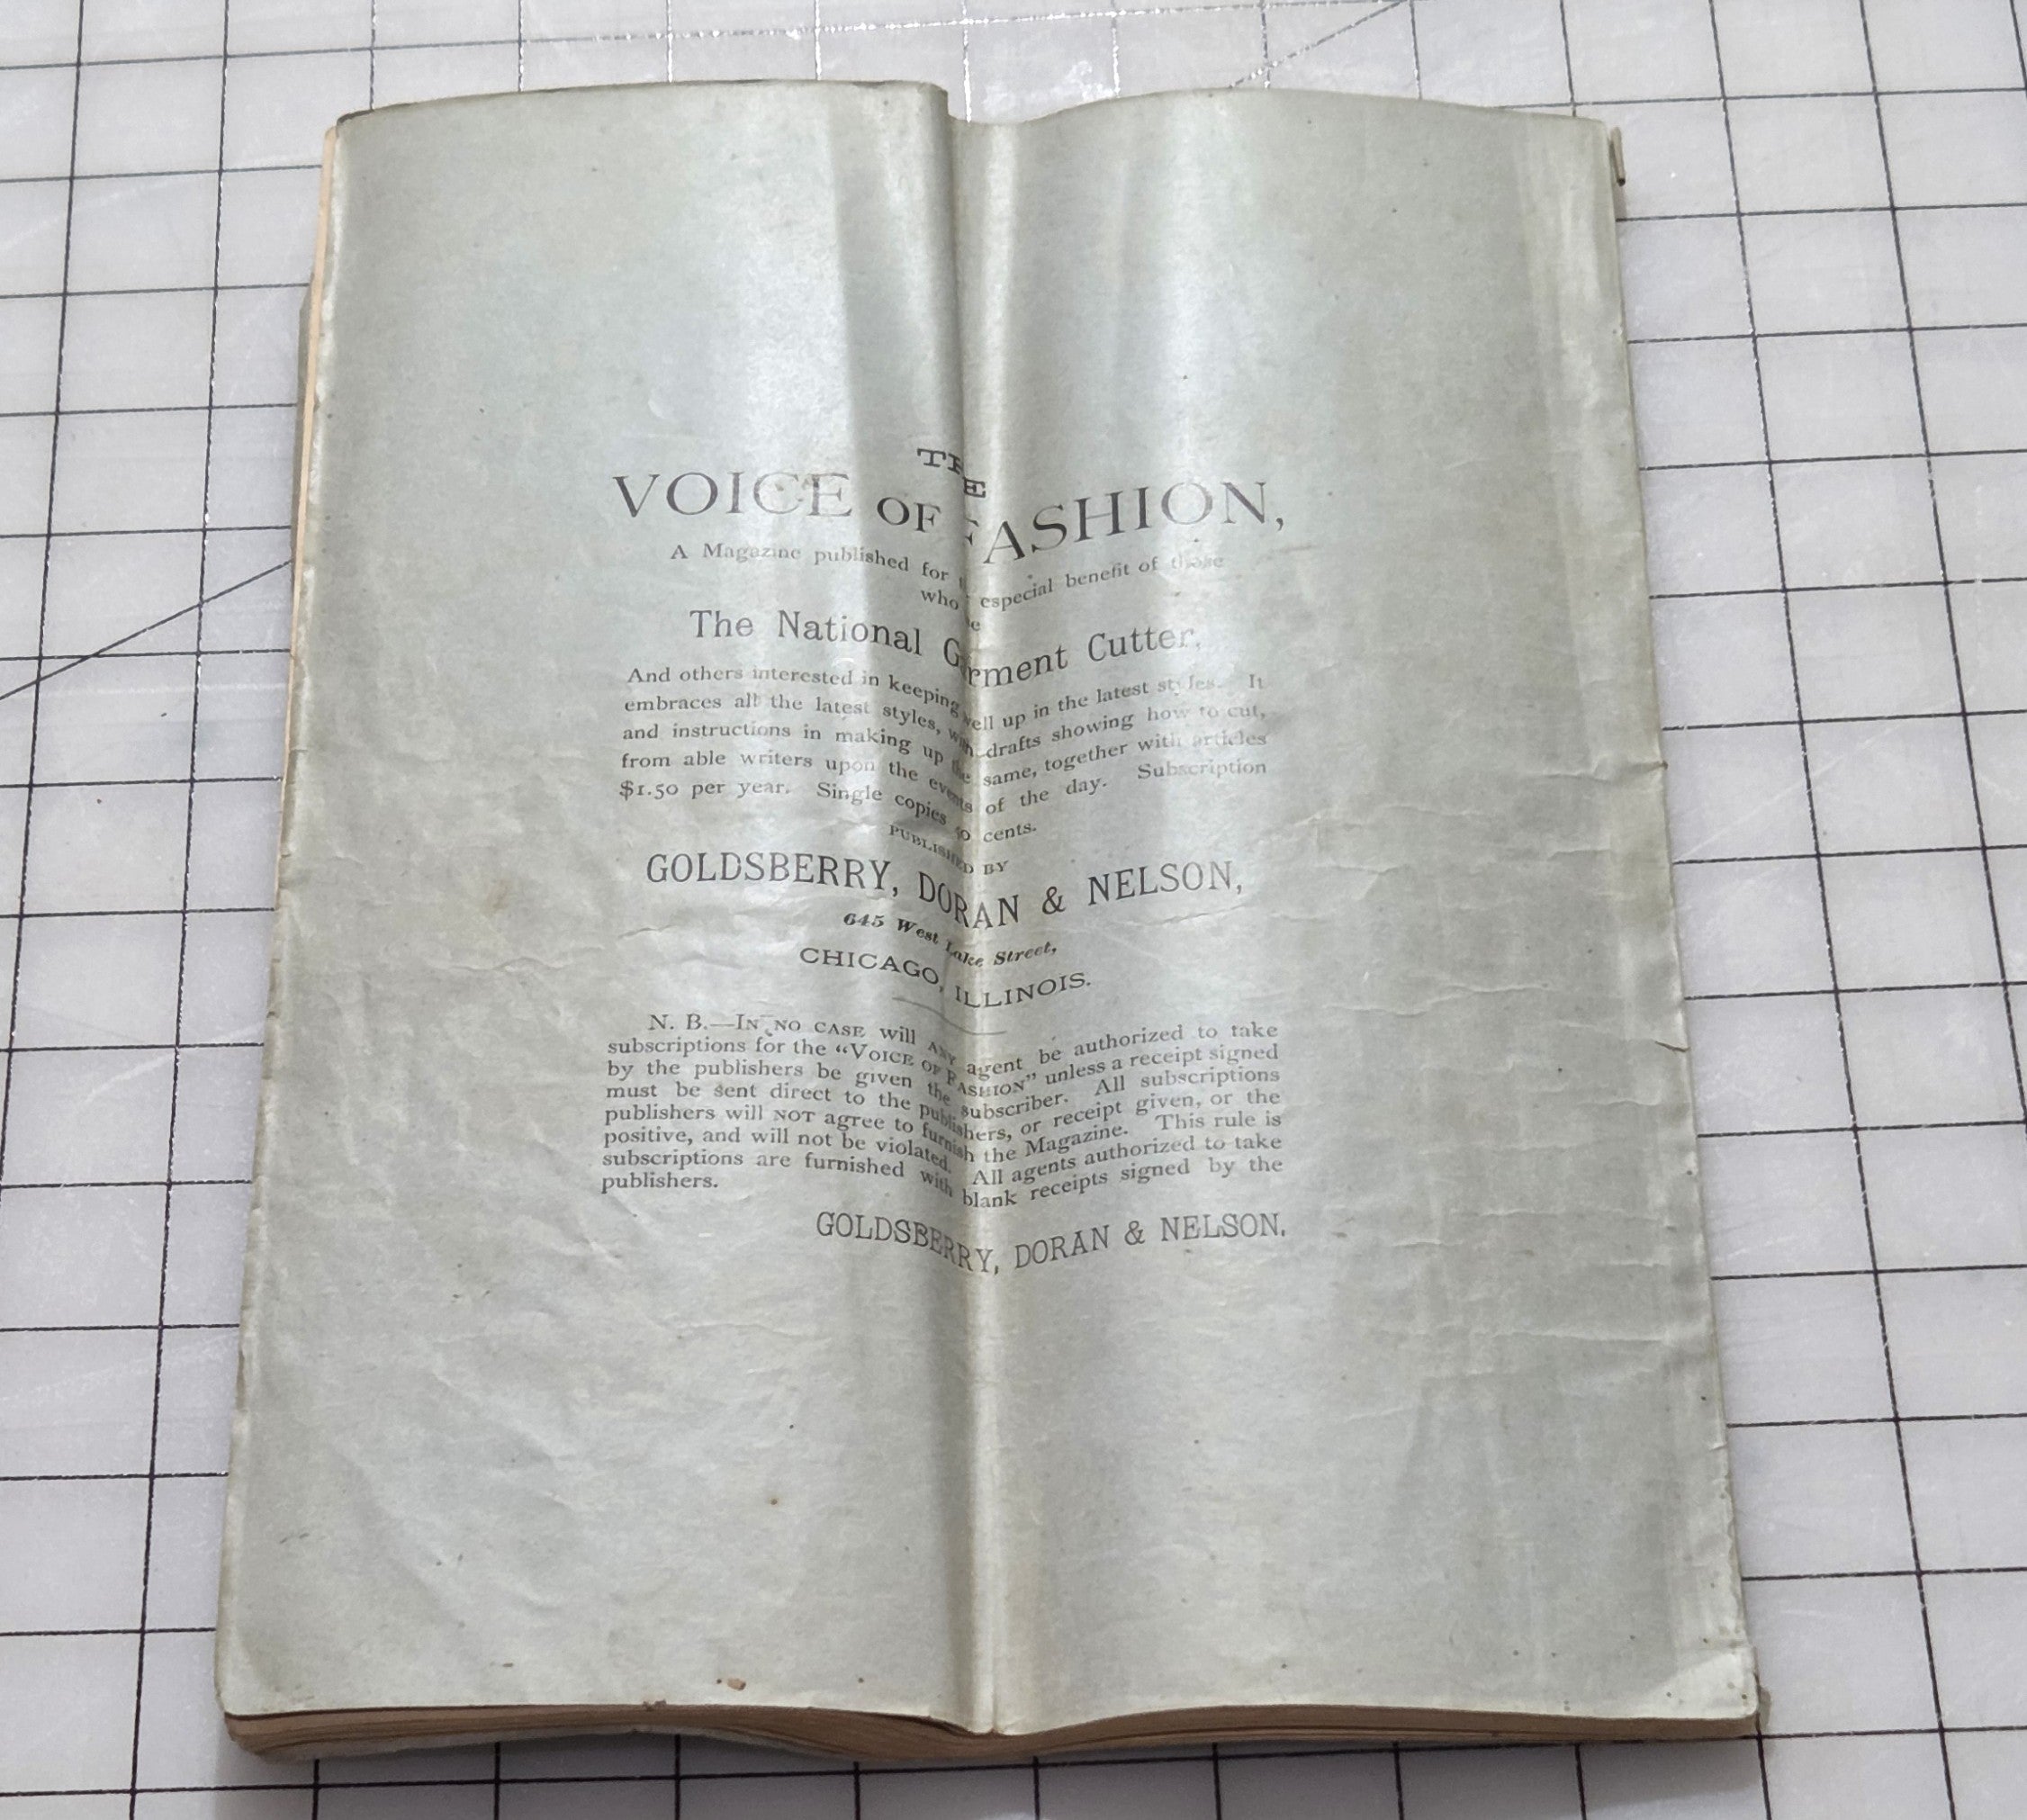 THE
VOICE OF FASHION,
A Magazine published for especial benefit of those
who
The National Garment Cutter,
And others interested in keeping well up in the latest styles. It
embraces all the latest styles, with drafts showing how to cut,
and instructions in making up the same, together with articles
from able writers upon the events of the day. Subscription
$1.50 per year. Single copies cents.
PUBLISHED BY
GOLDSBERRY, DORAN & NELSON,
645 West Lake Street,
CHICAGO, ILLINOIS.
N. B.—IN NO CASE will ANY agent be authorized to take
subscriptions for the "VOICE OF FASHION" unless a receipt signed
by the publishers be given the subscriber. All subscriptions
must be sent direct to the publishers, or receipt given, or the
publishers will NOT agree to furnish the Magazine. This rule is
positive, and will not be violated. All agents authorized to take
subscriptions are furnished with blank receipts signed by the
publishers.
GOLDSBERRY, DORAN & NELSON.